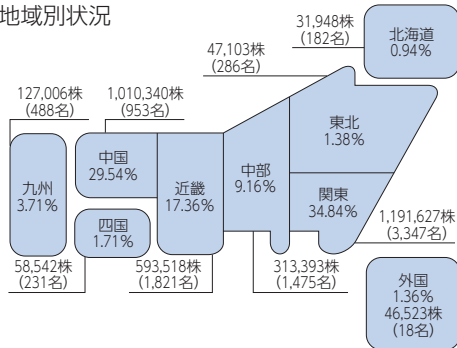 地域別状況
31,948株
(182名)
北海道
0.94%
47,103株
(286名)
127,006株
(488名)
1,010,340株
(953名)
東北
1.38%
中国
29.54%
九州
3.71%
近畿
17.36%
中部
9.16%
関東
34.84%
四国
1.71%
1,191,627株
(3,347名)
58,542株
(231名)
593,518株
(1,821名)
313,393株
(1,475名)
外国
1.36%
46,523株
(18名)